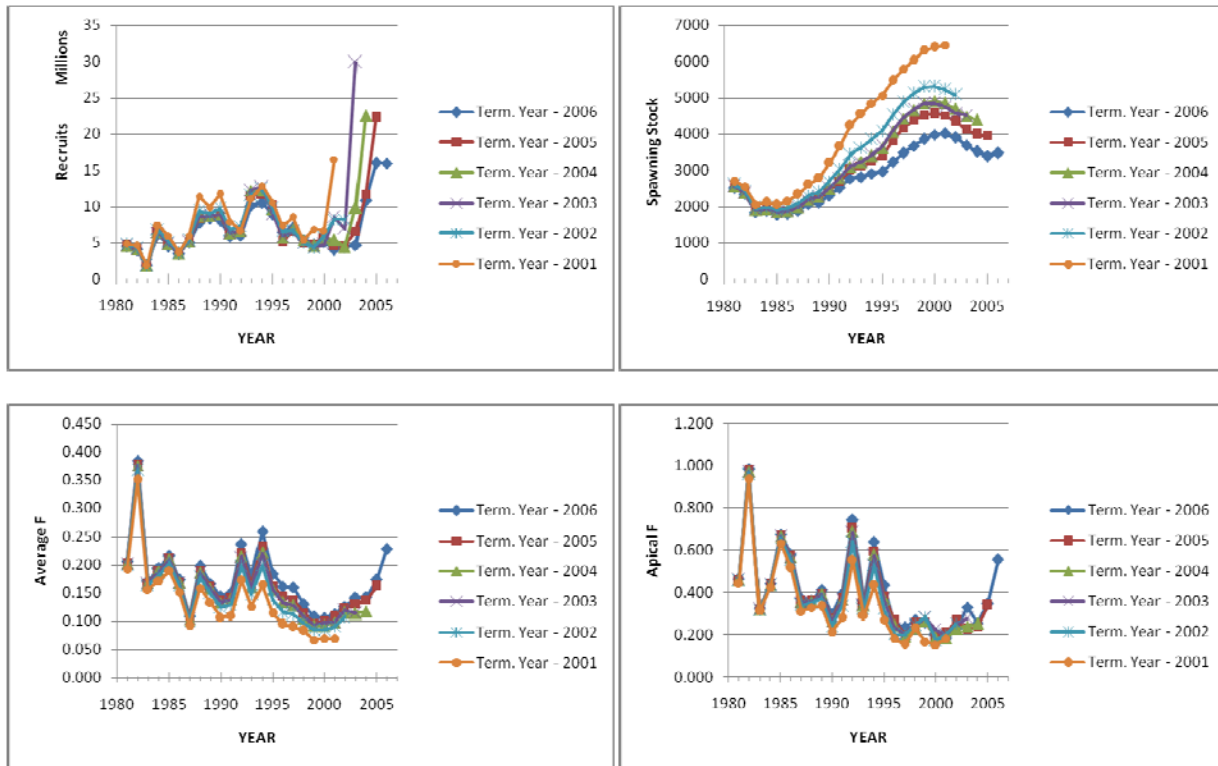 Recruits Millions
35
30
25
20
15
10
5
0
1980 1985 1990 1995 2000 2005
YEAR
Term. Year - 2006
Term. Year - 2005
Term. Year - 2004
Term. Year - 2003
Term. Year - 2002
Term. Year - 2001
Spawning Stock
7000
6000
5000
4000
3000
2000
1000
0
1980 1985 1990 1995 2000 2005
YEAR
Term. Year - 2006
Term. Year - 2005
Term. Year - 2004
Term. Year - 2003
Term. Year - 2002
Term. Year - 2001
Average F
0.450
0.400
0.350
0.300
0.250
0.200
0.150
0.100
0.050
0.000
1980 1985 1990 1995 2000 2005
YEAR
Term. Year - 2006
Term. Year - 2005
Term. Year - 2004
Term. Year - 2003
Term. Year - 2002
Term. Year - 2001
Apical F
1.200
1.000
0.800
0.600
0.400
0.200
0.000
1980 1985 1990 1995 2000 2005
YEAR
Term. Year - 2006
Term. Year - 2005
Term. Year - 2004
Term. Year - 2003
Term. Year - 2002
Term. Year - 2001